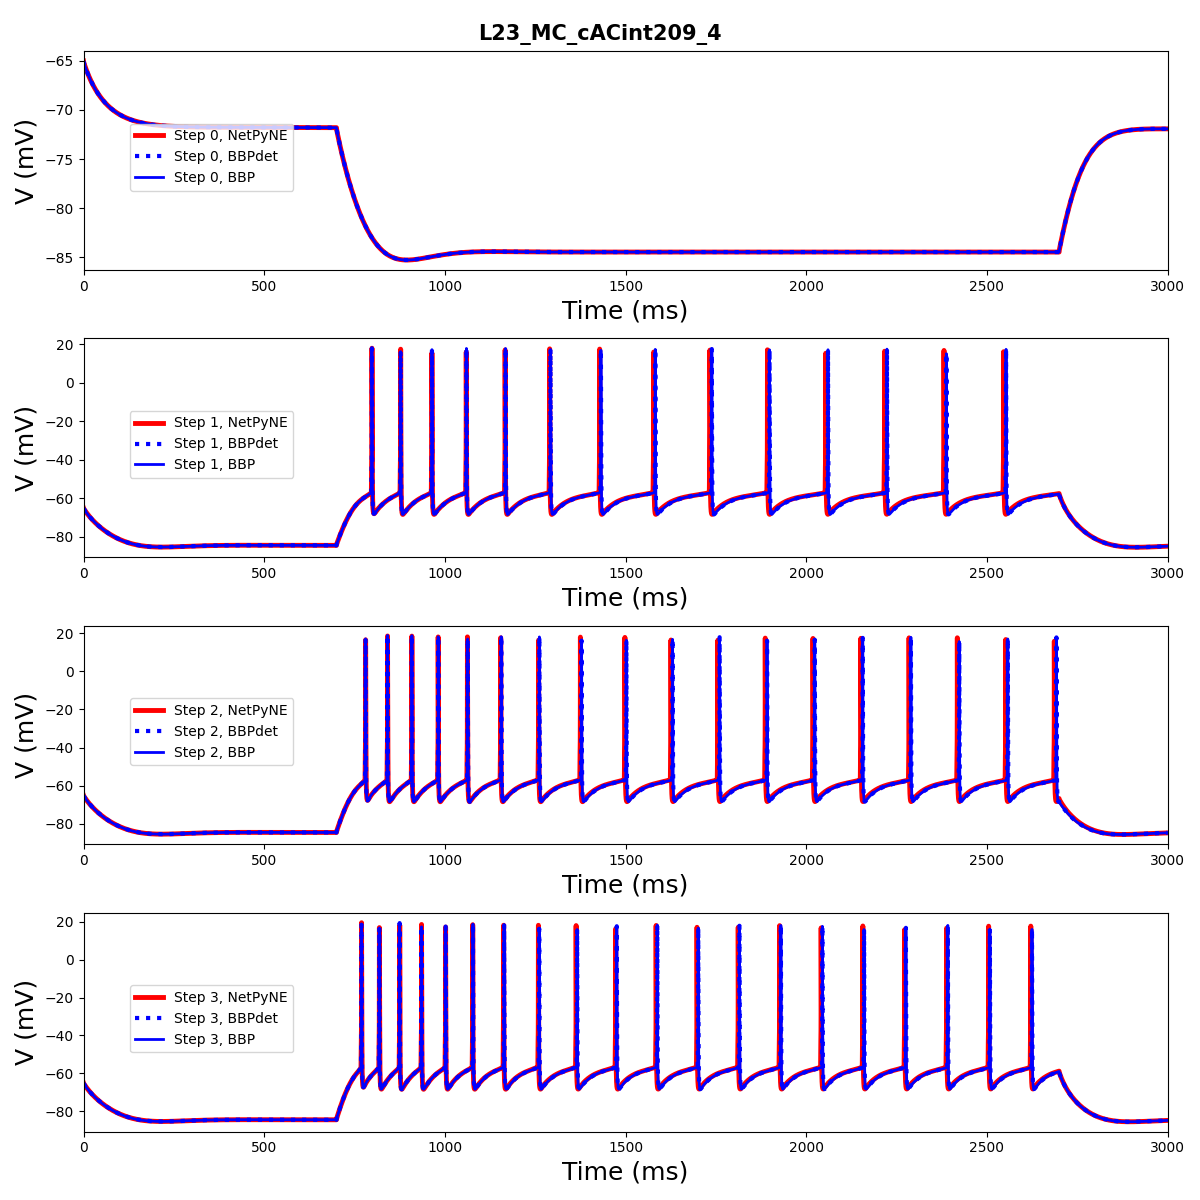 L23_MC_cACint209_4
−65
−70
−75
−80
−85
V (mV)
Step 0, NetPyNE
Step 0, BBPdet
Step 0, BBP
0 500 1000 1500 2000 2500 3000
Time (ms)
20
0
−20
−40
−60
−80
V (mV)
Step 1, NetPyNE
Step 1, BBPdet
Step 1, BBP
0 500 1000 1500 2000 2500 3000
Time (ms)
20
0
−20
−40
−60
−80
V (mV)
Step 2, NetPyNE
Step 2, BBPdet
Step 2, BBP
0 500 1000 1500 2000 2500 3000
Time (ms)
20
0
−20
−40
−60
−80
V (mV)
Step 3, NetPyNE
Step 3, BBPdet
Step 3, BBP
0 500 1000 1500 2000 2500 3000
Time (ms)